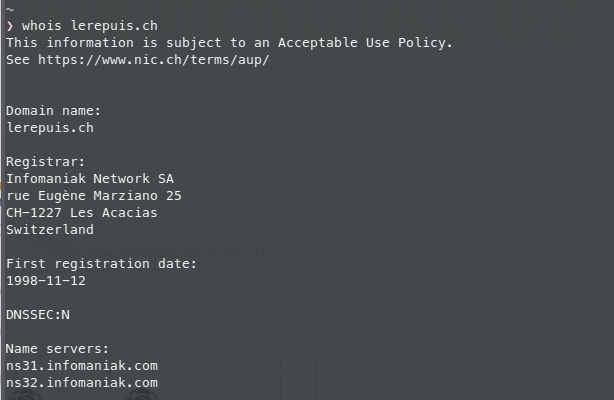 ~
❯ whois lerepuis.ch
This information is subject to an Acceptable Use Policy.
See https://www.nic.ch/terms/aup/
Domain name:
lerepuis.ch
Registrar:
Infomaniak Network SA
rue Eugène Marziano 25
CH-1227 Les Acacias
Switzerland
First registration date:
1998-11-12
DNSSEC:N
Name servers:
ns31.infomaniak.com
ns32.infomaniak.com